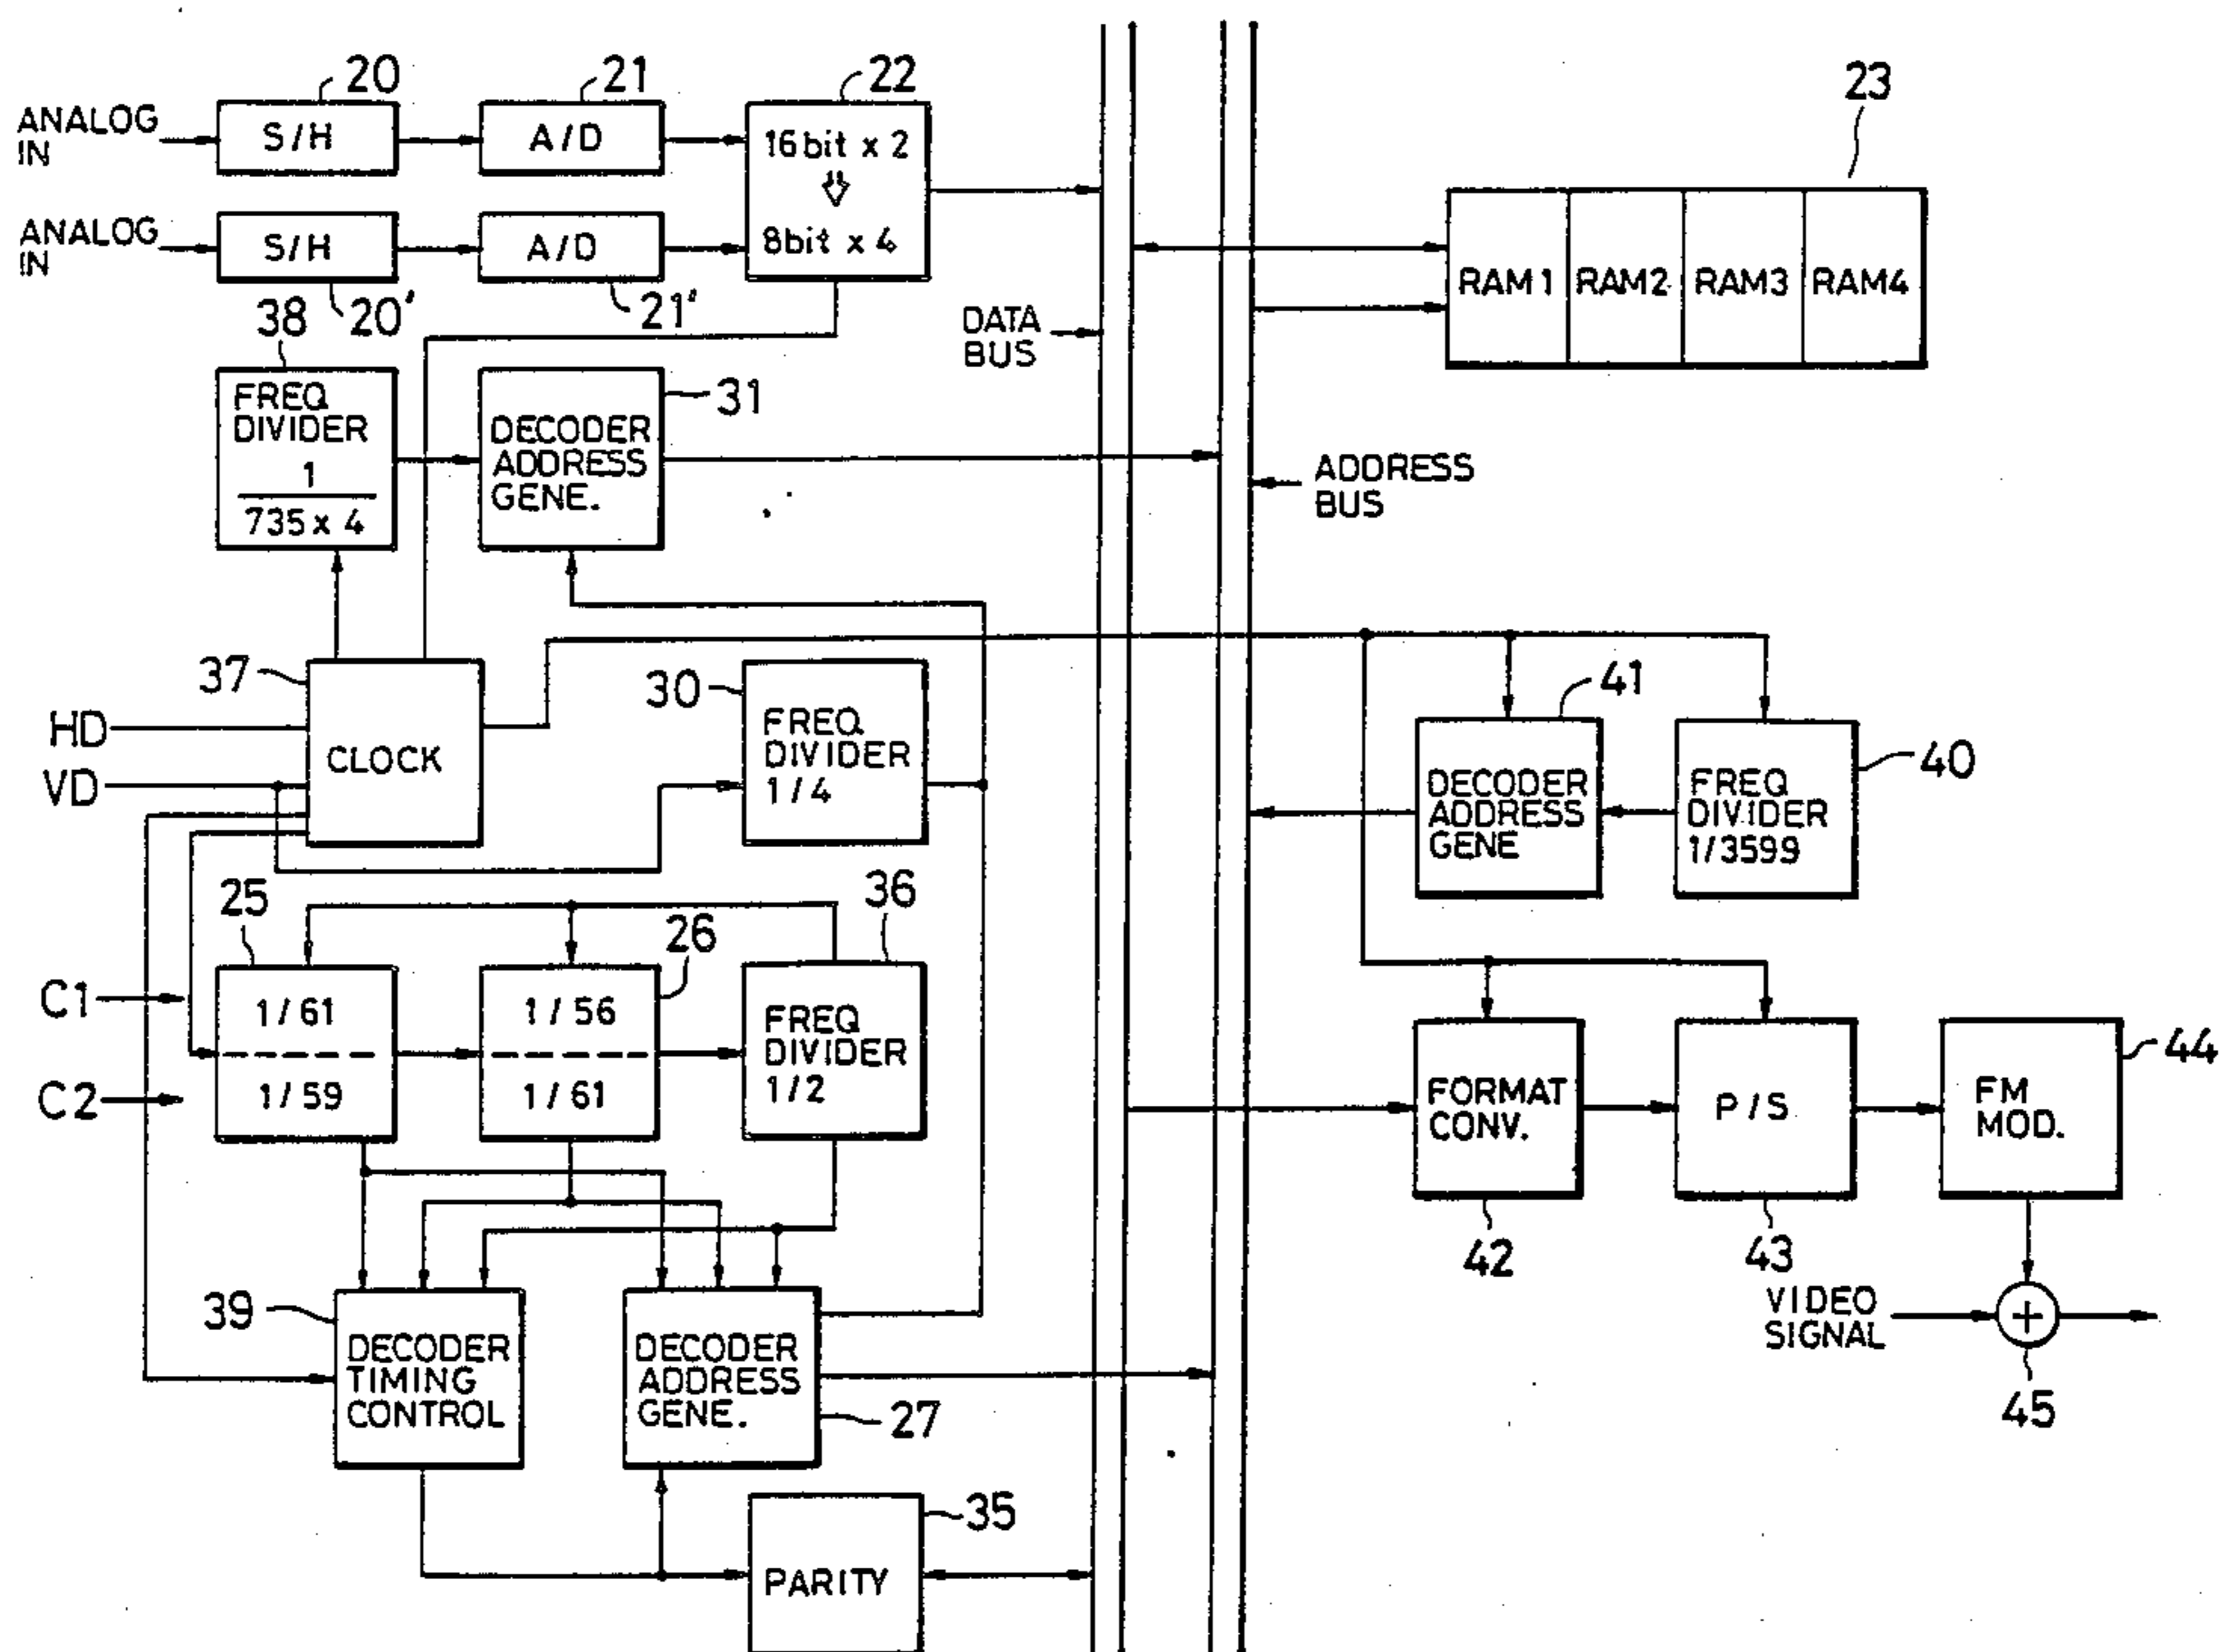 20
21
22
23
ANALOG
IN
S/H
A/D
16bit x 2
⇓
8bit x 4
ANALOG
IN
S/H
A/D
20'
21'
RAM1
RAM2
RAM3
RAM4
DATA
BUS
38
FREQ
DIVIDER
1
735 x 4
31
DECODER
ADDRESS
GENE.
ADDRESS
BUS
37
HD
VD
CLOCK
30
FREQ
DIVIDER
1/4
41
DECODER
ADDRESS
GENE
40
FREQ
DIVIDER
1/3599
25
26
36
C1
C2
1/61
1/59
1/56
1/61
FREQ
DIVIDER
1/2
FORMAT
CONV.
42
P/S
43
FM
MOD.
44
VIDEO
SIGNAL
+
45
39
DECODER
TIMING
CONTROL
DECODER
ADDRESS
GENE.
27
35
PARITY